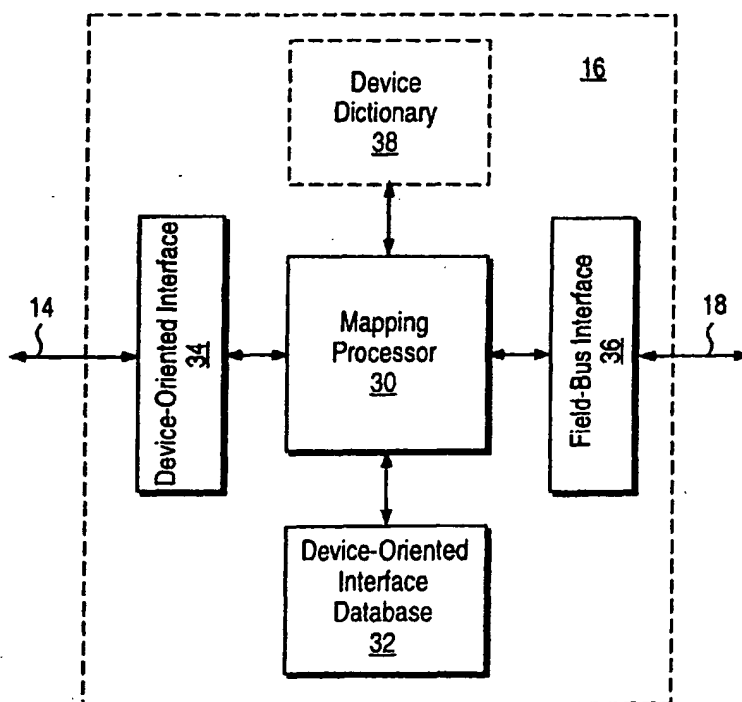 16
Device
Dictionary
38
Device-Oriented Interface
34
Mapping
Processor
30
Field-Bus Interface
36
14
18
Device-Oriented
Interface
Database
32